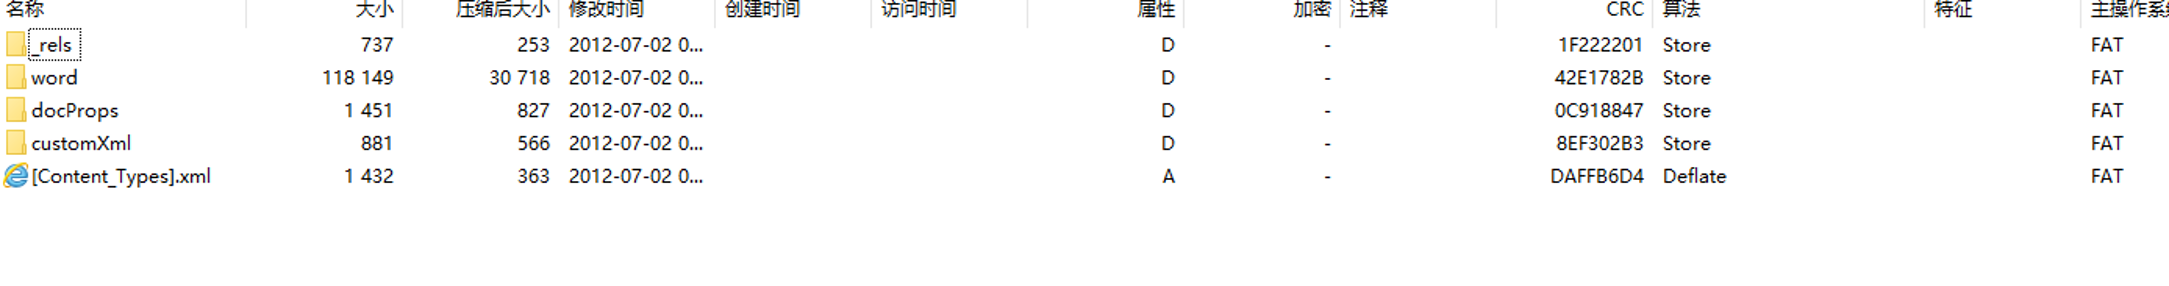 名称 大小 压缩后大小 修改时间 创建时间 访问时间 属性 加密 注释 CRC 算法 特征 主操作系
_rels 737 253 2012-07-02 0... D - 1F222201 Store FAT
word 118 149 30 718 2012-07-02 0... D - 42E1782B Store FAT
docProps 1 451 827 2012-07-02 0... D - 0C918847 Store FAT
customXml 881 566 2012-07-02 0... D - 8EF302B3 Store FAT
[Content_Types].xml 1 432 363 2012-07-02 0... A - DAFFB6D4 Deflate FAT